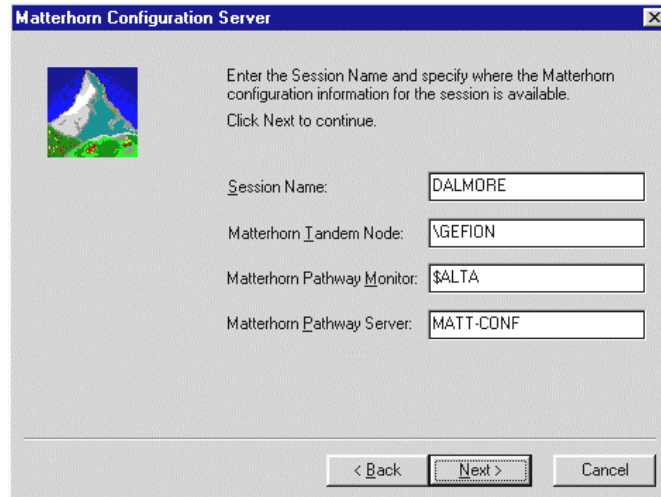 Matterhorn Configuration Server
Enter the Session Name and specify where the Matterhorn
configuration information for the session is available.
Click Next to continue.
Session Name: DALMORE
Matterhorn Tandem Node: \GEFION
Matterhorn Pathway Monitor: $ALTA
Matterhorn Pathway Server: MATT-CONF
< Back Next > Cancel